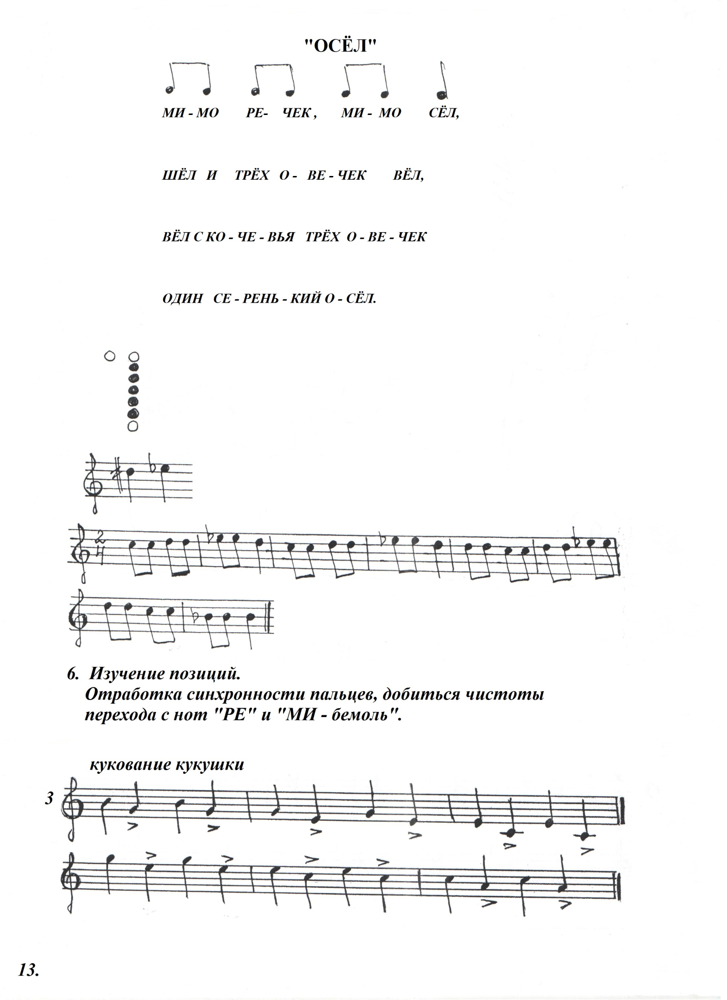 "ОСЁЛ"
МИ - МО РЕ- ЧЕК , МИ - МО СЁЛ,
ШЁЛ И ТРЁХ О - ВЕ - ЧЕК ВЁЛ,
ВЁЛ С КО - ЧЕ - ВЬЯ ТРЁХ О - ВЕ - ЧЕК
ОДИН СЕ - РЕНЬ - КИЙ О - СЁЛ.
2
4
6. Изучение позиций.
Отработка синхронности пальцев, добиться чистоты
перехода с нот "РЕ" и "МИ - бемоль".
кукование кукушки
3
13.